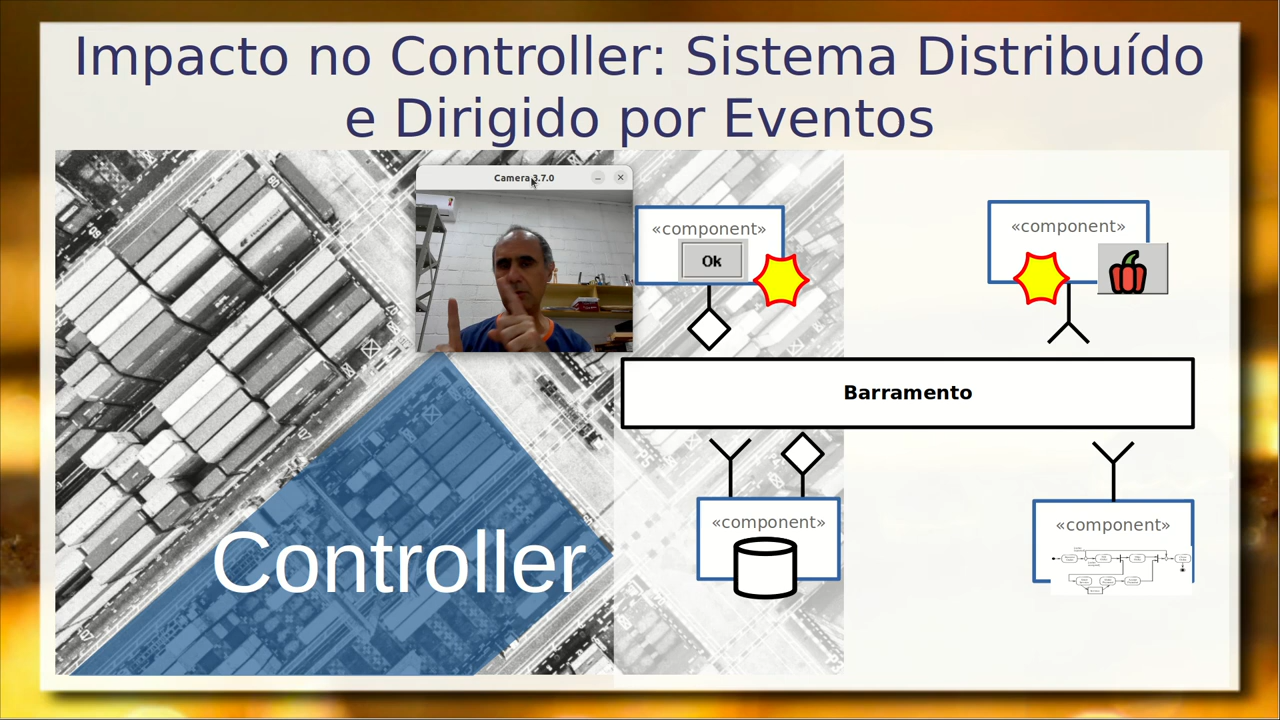 Impacto no Controller: Sistema Distribuído
e Dirigido por Eventos
Camera 3.7.0
«component»
Ok
«component»
Barramento
«component»
«component»
Controller